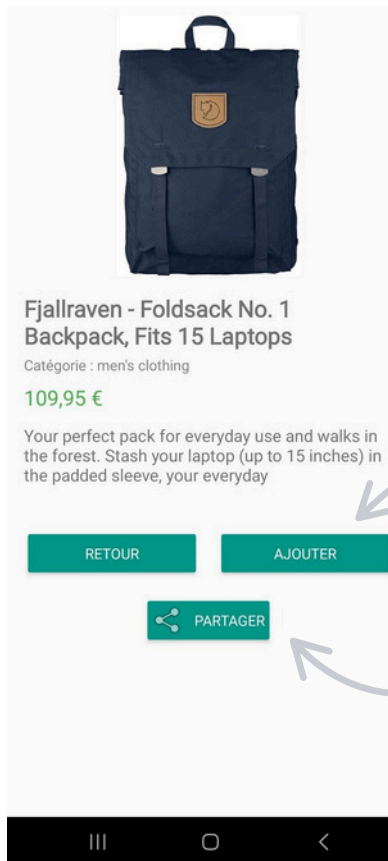 Fjallraven - Foldsack No. 1
Backpack, Fits 15 Laptops
Catégorie : men's clothing
109,95 €
Your perfect pack for everyday use and walks in
the forest. Stash your laptop (up to 15 inches) in
the padded sleeve, your everyday
RETOUR
AJOUTER
PARTAGER